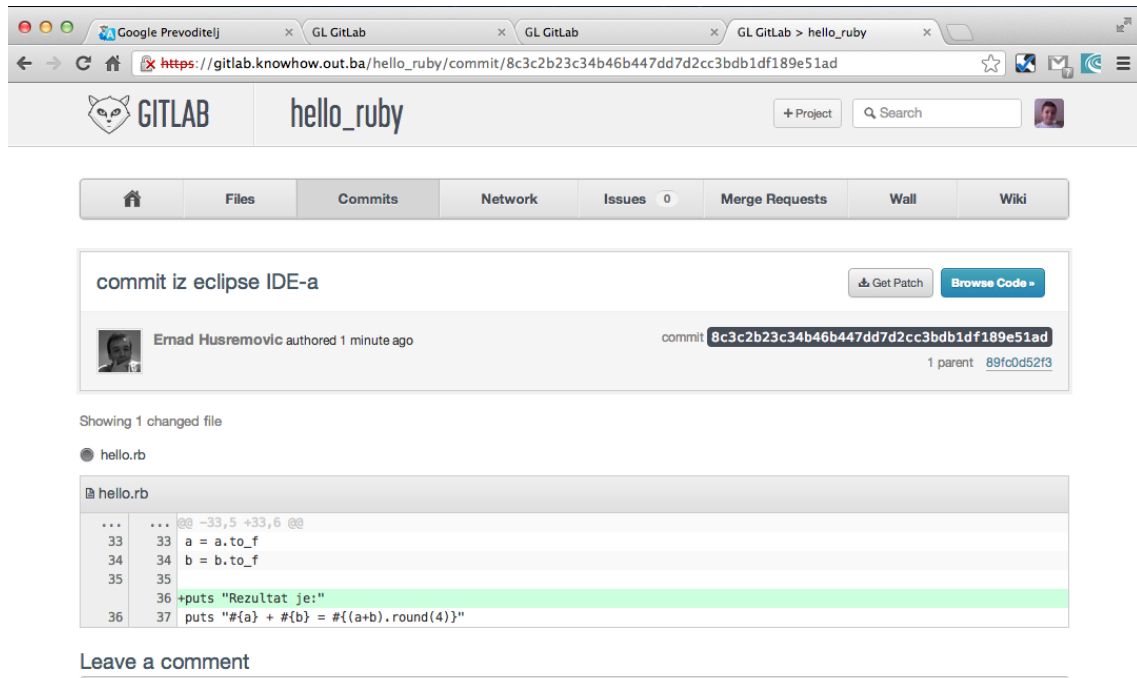 Google Prevoditelj × GL GitLab × GL GitLab × GL GitLab > hello_ruby ×
https://gitlab.knowhow.out.ba/hello_ruby/commit/8c3c2b23c34b46b447dd7d2cc3bdb1df189e51ad
GITLAB hello_ruby + Project Search
Files Commits Network Issues 0 Merge Requests Wall Wiki
commit iz eclipse IDE-a Get Patch Browse Code »
Ernad Husremovic authored 1 minute ago commit 8c3c2b23c34b46b447dd7d2cc3bdb1df189e51ad
1 parent 89fc0d52f3
Showing 1 changed file
hello.rb
hello.rb
... ... @@ -33,5 +33,6 @@
33 33 a = a.to_f
34 34 b = b.to_f
35 35
36 +puts "Rezultat je:"
36 37 puts "#{a} + #{b} = #{(a+b).round(4)}"
Leave a comment